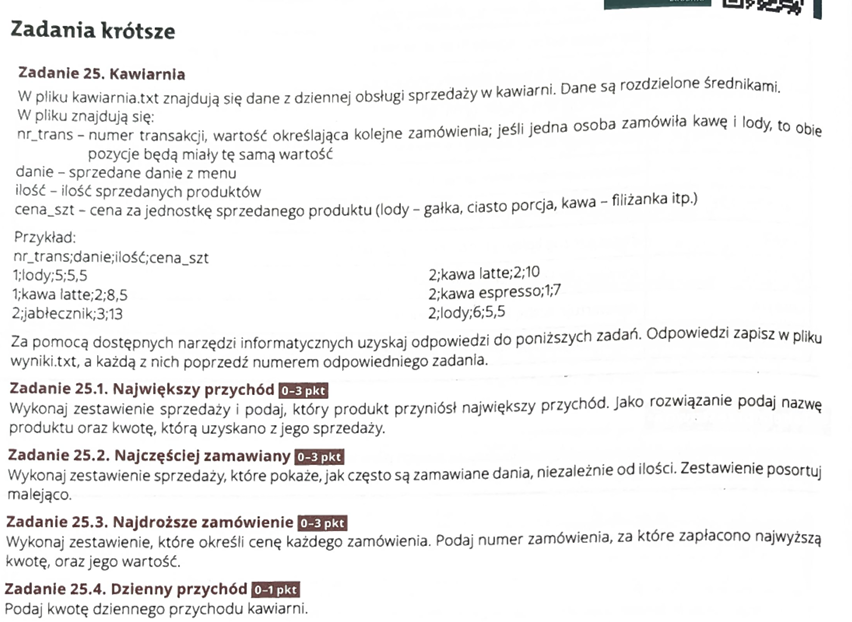 Zadania krótsze
Zadanie 25. Kawiarnia
W pliku kawiarnia.txt znajdują się dane z dziennej obsługi sprzedaży w kawiarni. Dane są rozdzielone średnikami.
W pliku znajdują się:
nr_trans – numer transakcji, wartość określająca kolejne zamówienia; jeśli jedna osoba zamówiła kawę i lody, to obie
pozycje będą miały tę samą wartość
danie – sprzedane danie z menu
ilość – ilość sprzedanych produktów
cena_szt – cena za jednostkę sprzedanego produktu (lody – gałka, ciasto porcja, kawa – filiżanka itp.)
Przykład:
nr_trans;danie;ilość;cena_szt
1;lody;5;5,5
1;kawa latte;2;8,5
2;jabłecznik;3;13
2;kawa latte;2;10
2;kawa espresso;1;7
2;lody;6;5,5
Za pomocą dostępnych narzędzi informatycznych uzyskaj odpowiedzi do poniższych zadań. Odpowiedzi zapisz w pliku
wyniki.txt, a każdą z nich poprzedź numerem odpowiedniego zadania.
Zadanie 25.1. Największy przychód 0–3 pkt
Wykonaj zestawienie sprzedaży i podaj, który produkt przyniósł największy przychód. Jako rozwiązanie podaj nazwę
produktu oraz kwotę, którą uzyskano z jego sprzedaży.
Zadanie 25.2. Najczęściej zamawiany 0–3 pkt
Wykonaj zestawienie sprzedaży, które pokaże, jak często są zamawiane dania, niezależnie od ilości. Zestawienie posortuj
malejąco.
Zadanie 25.3. Najdroższe zamówienie 0–3 pkt
Wykonaj zestawienie, które określi cenę każdego zamówienia. Podaj numer zamówienia, za które zapłacono najwyższą
kwotę, oraz jego wartość.
Zadanie 25.4. Dzienny przychód 0–1 pkt
Podaj kwotę dziennego przychodu kawiarni.